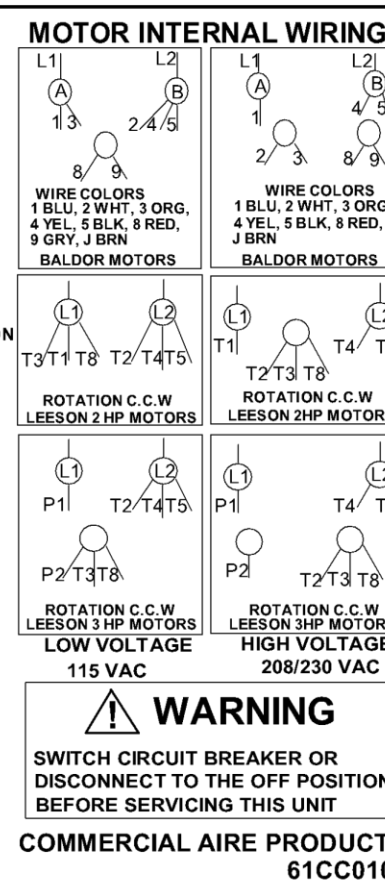 MOTOR INTERNAL WIRING
L1 L2
A B
1 3 2 4 5
8 9
WIRE COLORS
1 BLU, 2 WHT, 3 ORG,
4 YEL, 5 BLK, 8 RED,
9 GRY, J BRN
BALDOR MOTORS
L1 L2
A B
1 4 5
2 3 8 9
WIRE COLORS
1 BLU, 2 WHT, 3 ORG
4 YEL, 5 BLK, 8 RED,
J BRN
BALDOR MOTORS
L1 L2
T3 T1 T8 T2 T4 T5
ROTATION C.C.W
LEESON 2 HP MOTORS
L1 L2
T1 T4
T2 T3 T8
ROTATION C.C.W
LEESON 2HP MOTOR
L1 L2
P1 T2 T4 T5
P2 T3 T8
ROTATION C.C.W
LEESON 3 HP MOTORS
L1 L2
P1 T4
P2 T2 T3 T8
ROTATION C.C.W
LEESON 3HP MOTOR
LOW VOLTAGE
115 VAC
HIGH VOLTAGE
208/230 VAC
WARNING
SWITCH CIRCUIT BREAKER OR
DISCONNECT TO THE OFF POSITION
BEFORE SERVICING THIS UNIT
COMMERCIAL AIRE PRODUCT
61CC010